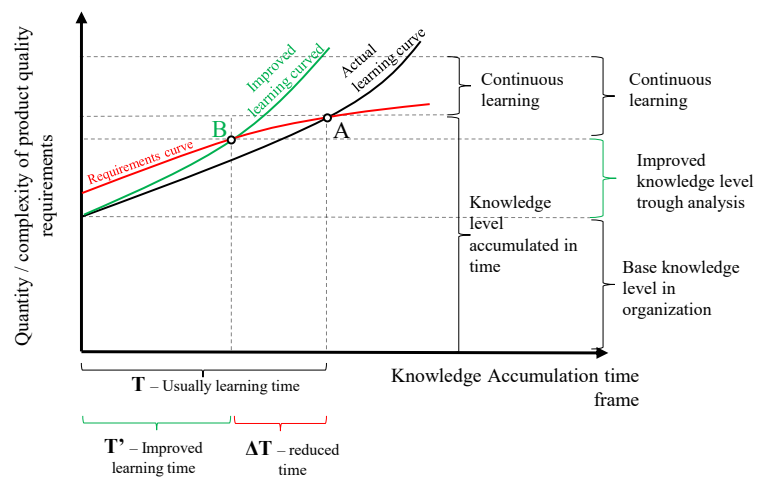 Quantity / complexity of product quality
requirements
Improved
learning curved
Actual
learning curve
Requirements curve
B
A
Continuous
learning
Continuous
learning
Improved
knowledge level
trough analysis
Knowledge
level
accumulated in
time
Base knowledge
level in
organization
Knowledge Accumulation time
frame
T – Usually learning time
T’ – Improved
learning time
ΔT – reduced
time